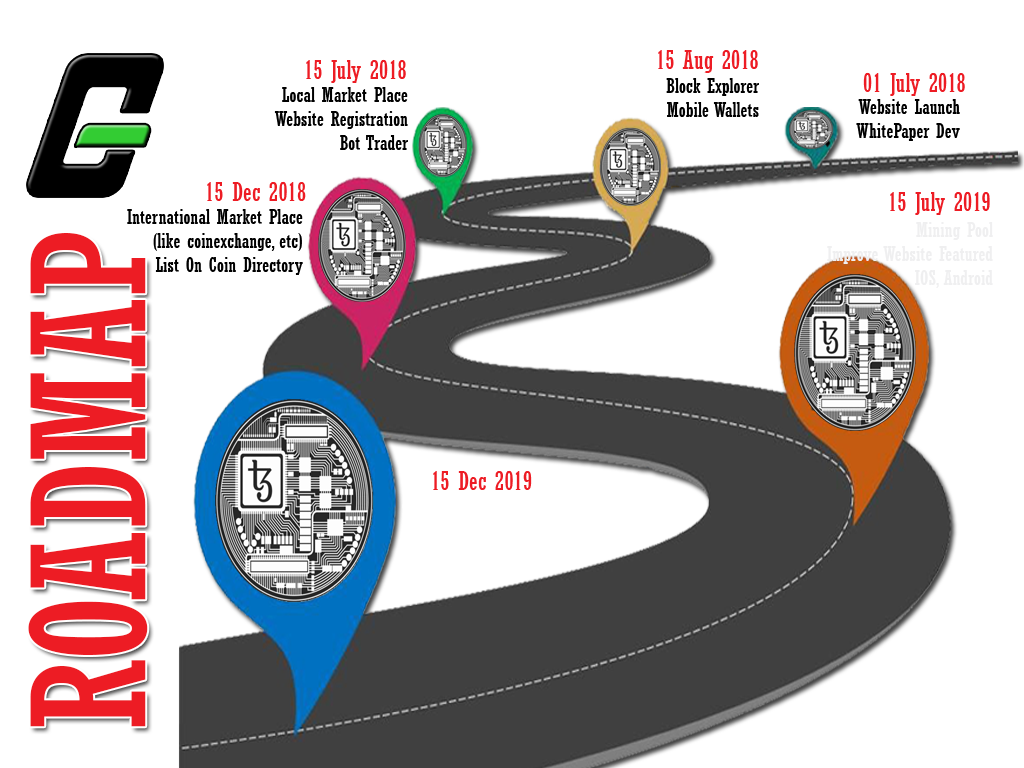 15 July 2018
Local Market Place
Website Registration
Bot Trader
15 Aug 2018
Block Explorer
Mobile Wallets
01 July 2018
Website Launch
WhitePaper Dev
15 Dec 2018
International Market Place
(like coinexchange, etc)
List On Coin Directory
15 July 2019
Mining Pool
Improve Website Featured
IOS, Android
15 Dec 2019
ROADMAP